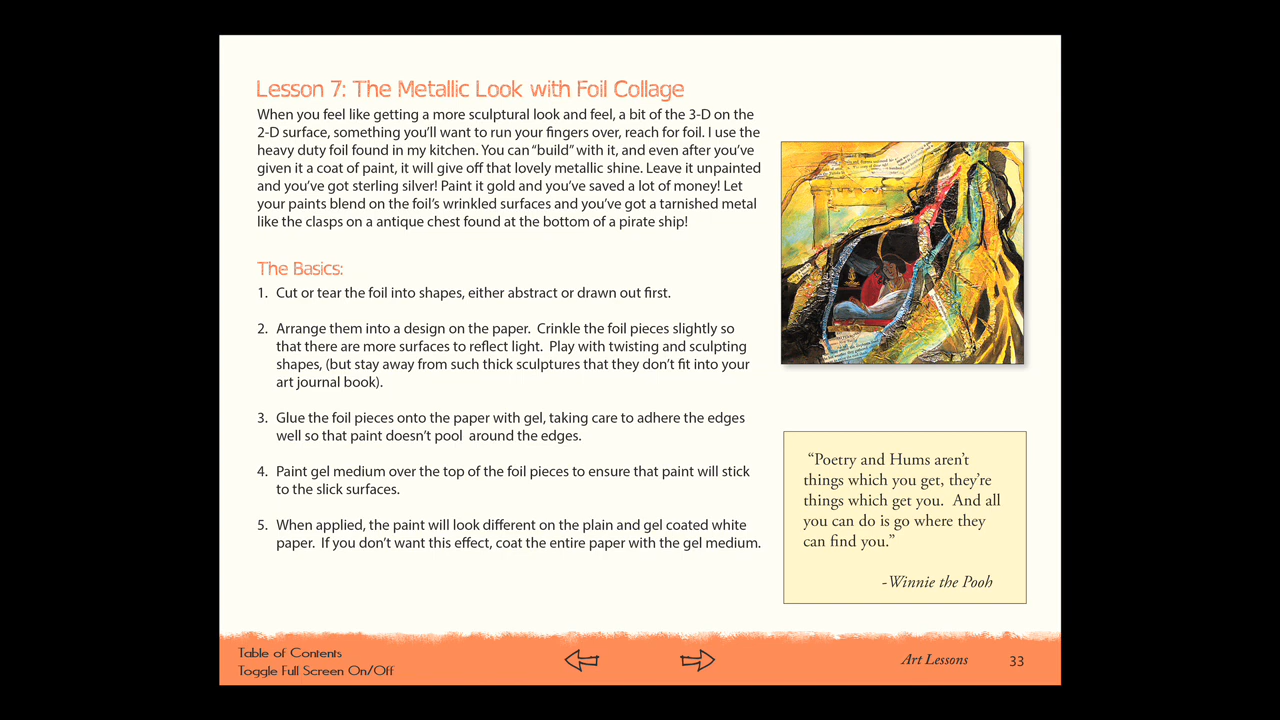 Lesson 7: The Metallic Look with Foil Collage
When you feel like getting a more sculptural look and feel, a bit of the 3-D on the
2-D surface, something you'll want to run your fingers over, reach for foil. I use the
heavy duty foil found in my kitchen. You can “build” with it, and even after you've
given it a coat of paint, it will give off that lovely metallic shine. Leave it unpainted
and you've got sterling silver! Paint it gold and you've saved a lot of money! Let
your paints blend on the foil's wrinkled surfaces and you've got a tarnished metal
like the clasps on a antique chest found at the bottom of a pirate ship!
The Basics:
1. Cut or tear the foil into shapes, either abstract or drawn out first.
2. Arrange them into a design on the paper. Crinkle the foil pieces slightly so
that there are more surfaces to reflect light. Play with twisting and sculpting
shapes, (but stay away from such thick sculptures that they don't fit into your
art journal book).
3. Glue the foil pieces onto the paper with gel, taking care to adhere the edges
well so that paint doesn't pool around the edges.
4. Paint gel medium over the top of the foil pieces to ensure that paint will stick
to the slick surfaces.
5. When applied, the paint will look different on the plain and gel coated white
paper. If you don't want this effect, coat the entire paper with the gel medium.
“Poetry and Hums aren't
things which you get, they're
things which get you. And all
you can do is go where they
can find you.”
-Winnie the Pooh
Table of Contents
Toggle Full Screen On/Off
Art Lessons 33